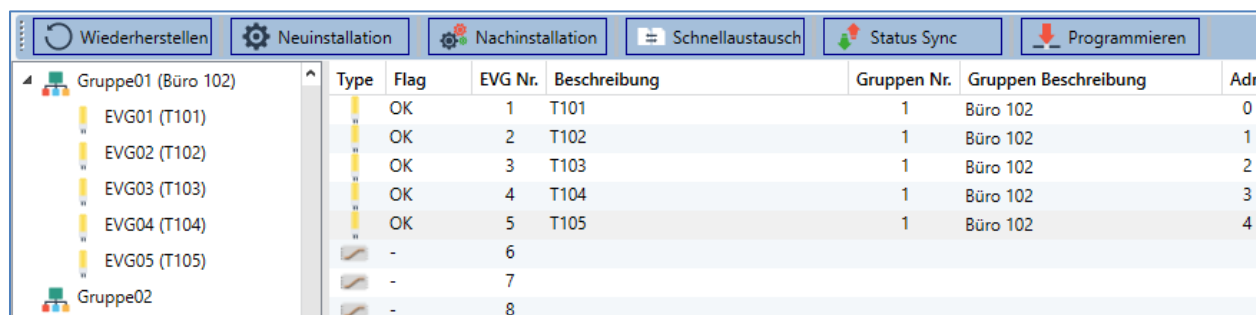 Wiederherstellen Neuinstallation Nachinstallation Schnellaustausch Status Sync Programmieren
Gruppe01 (Büro 102)
EVG01 (T101)
EVG02 (T102)
EVG03 (T103)
EVG04 (T104)
EVG05 (T105)
Gruppe02
Type Flag EVG Nr. Beschreibung Gruppen Nr. Gruppen Beschreibung Adr
OK 1 T101 1 Büro 102 0
OK 2 T102 1 Büro 102 1
OK 3 T103 1 Büro 102 2
OK 4 T104 1 Büro 102 3
OK 5 T105 1 Büro 102 4
- 6
- 7
- 8